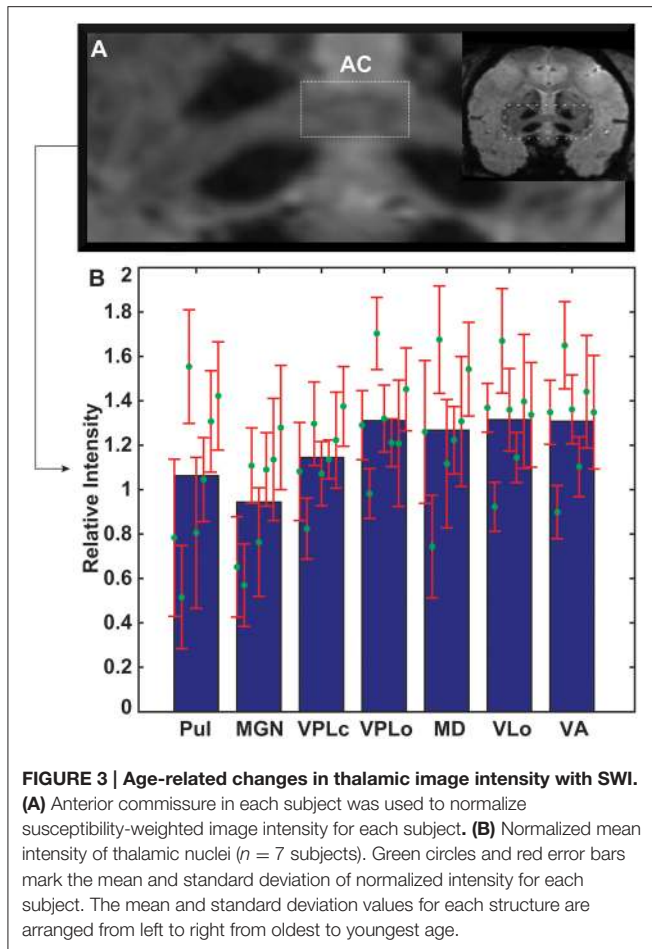 A
AC
B
2
1.8
1.6
1.4
1.2
1
0.8
0.6
0.4
0.2
0
Relative Intensity
Pul MGN VPLc VPLo MD VLo VA
FIGURE 3 | Age-related changes in thalamic image intensity with SWI.
(A) Anterior commissure in each subject was used to normalize
susceptibility-weighted image intensity for each subject. (B) Normalized mean
intensity of thalamic nuclei (n = 7 subjects). Green circles and red error bars
mark the mean and standard deviation of normalized intensity for each
subject. The mean and standard deviation values for each structure are
arranged from left to right from oldest to youngest age.